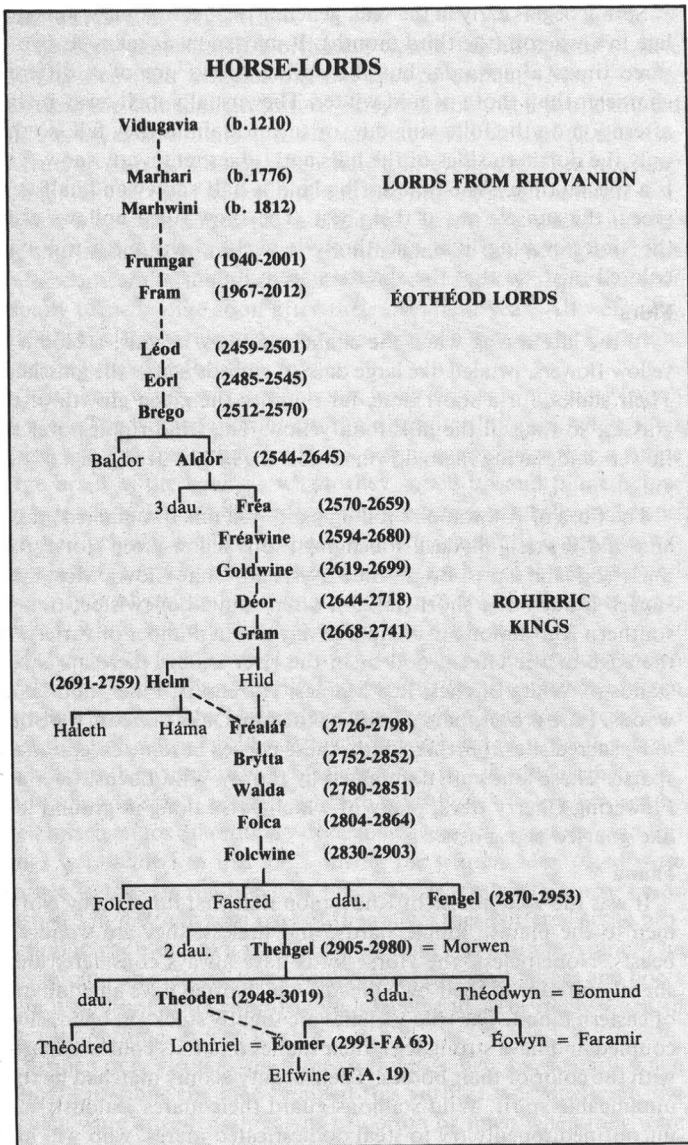 HORSE-LORDS
Vidugavia (b.1210)
Marhari (b.1776) LORDS FROM RHOVANION
Marhwini (b. 1812)
Frumgar (1940-2001)
Fram (1967-2012) ÉOTHÉOD LORDS
Léod (2459-2501)
Eorl (2485-2545)
Brego (2512-2570)
Baldor Aldor (2544-2645)
3 dau. Fréa (2570-2659)
Fréawine (2594-2680)
Goldwine (2619-2699)
Déor (2644-2718) ROHIRRIC
Gram (2668-2741) KINGS
(2691-2759) Helm Hild
Haleth Háma Fréaláf (2726-2798)
Brytta (2752-2852)
Walda (2780-2851)
Folca (2804-2864)
Folcwine (2830-2903)
Folcred Fastred dau. Fengel (2870-2953)
2 dau. Thengel (2905-2980) = Morwen
dau. Theoden (2948-3019) 3 dau. Théodwyn = Eomund
Théodred Lothíriel = Éomer (2991-FA 63) Éowyn = Faramir
Elfwine (F.A. 19)